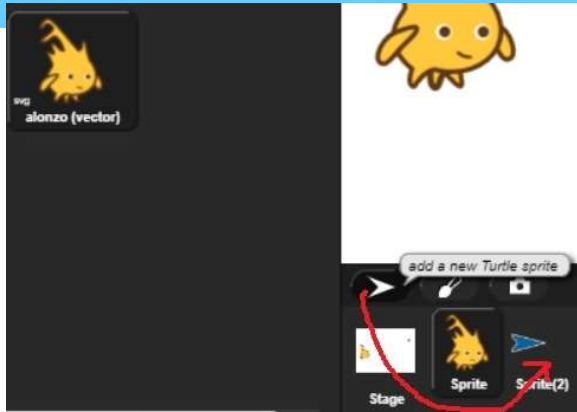 svg
alonzo (vector)
add a new Turtle sprite
Stage
Sprite
Sprite(2)